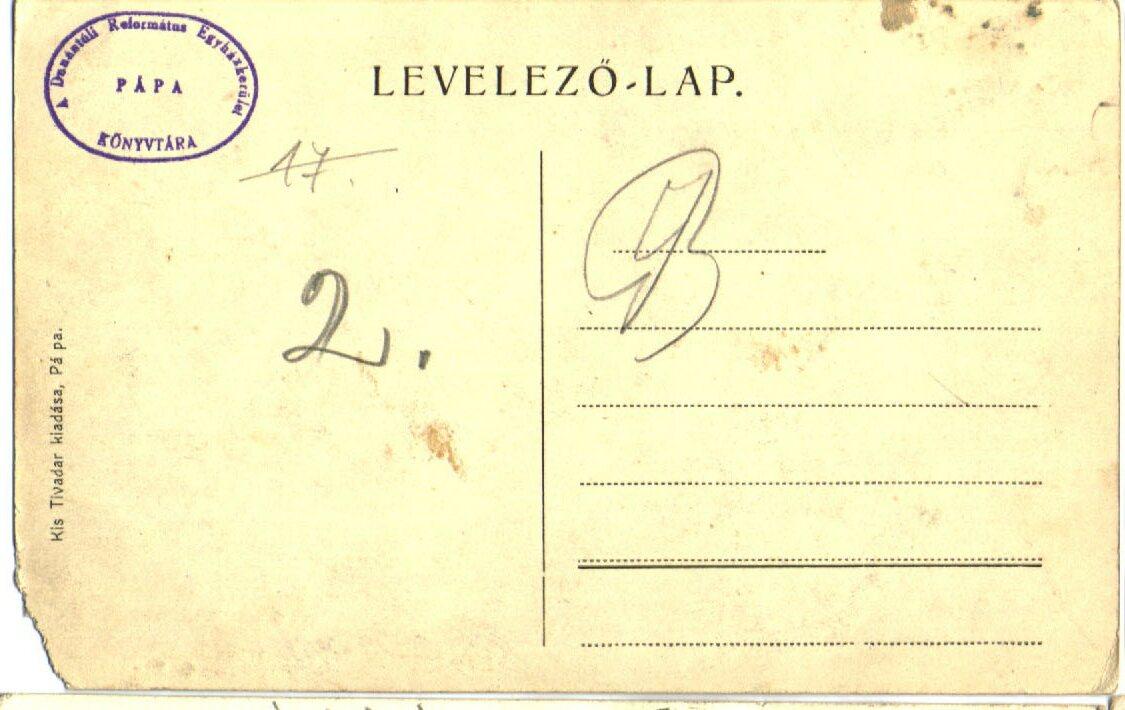 A Dunántúli Református Egyházkerület
PÁPA
KÖNYVTÁRA
LEVELEZŐ-LAP.
17.
2.
Kis Tivadar kiadása, Pápa.